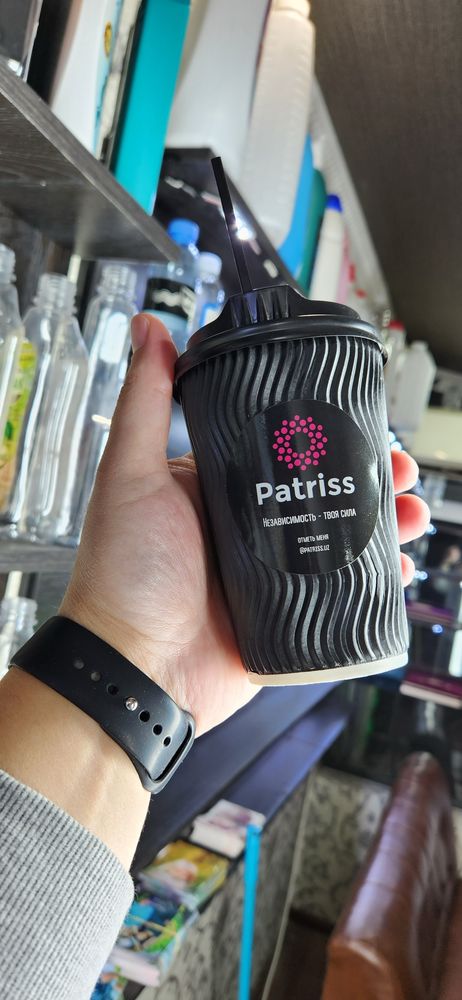 Patriss
Независимость - твоя сила
отметь меня
@patriss.uz